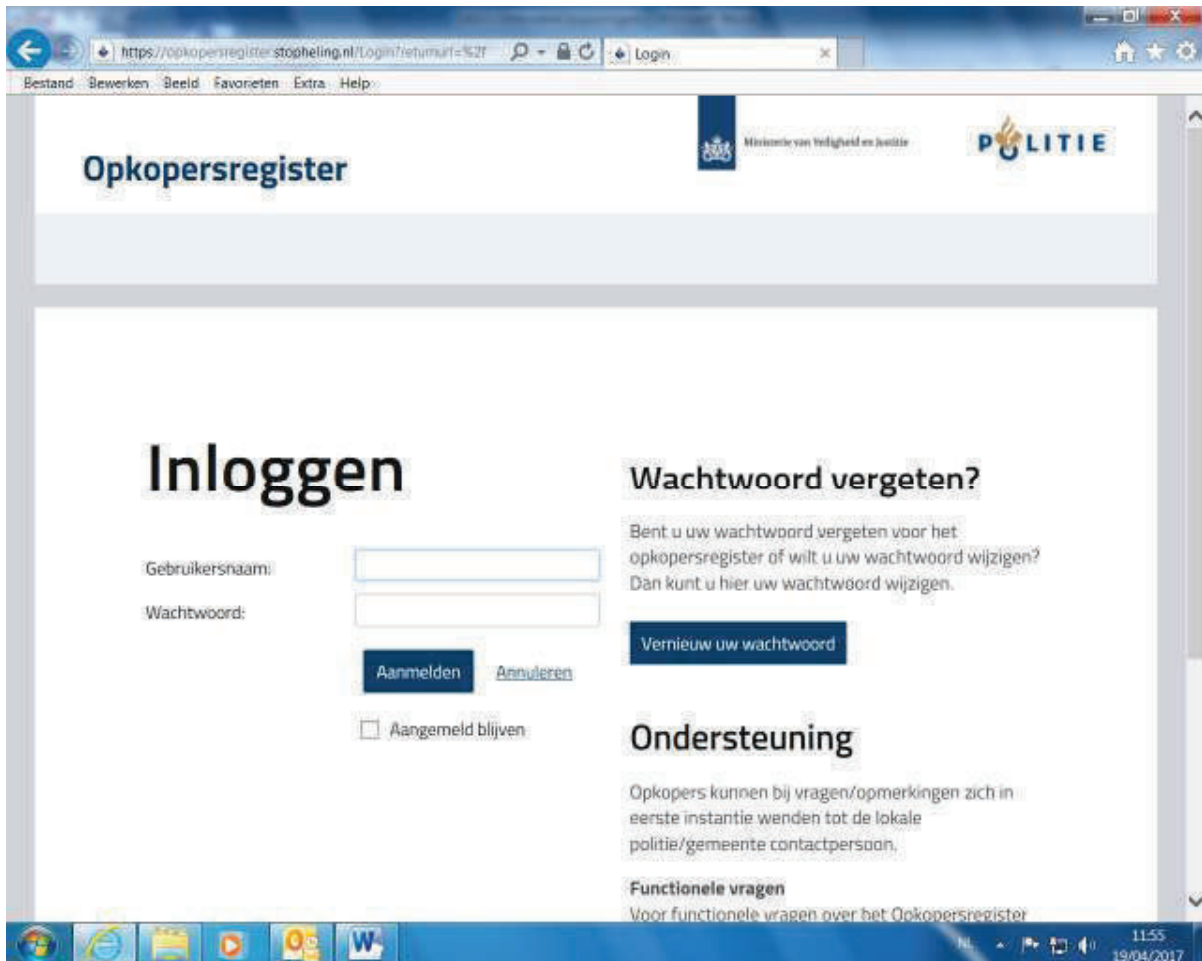 https://opkopersregister.stopheling.nl/Login?returnurl=%2f
Login
Bestand Bewerken Beeld Favorieten Extra Help
Opkopersregister
Ministerie van Veiligheid en Justitie
POLITIE
Inloggen
Gebruikersnaam:
Wachtwoord:
Aanmelden
Annuleren
Aangemeld blijven
Wachtwoord vergeten?
Bent u uw wachtwoord vergeten voor het
opkopersregister of wilt u uw wachtwoord wijzigen?
Dan kunt u hier uw wachtwoord wijzigen.
Vernieuw uw wachtwoord
Ondersteuning
Opkopers kunnen bij vragen/opmerkingen zich in
eerste instantie wenden tot de lokale
politie/gemeente contactpersoon.
Functionele vragen
Voor functionele vragen over het Opkopersregister
NL
11:55
19/04/2017